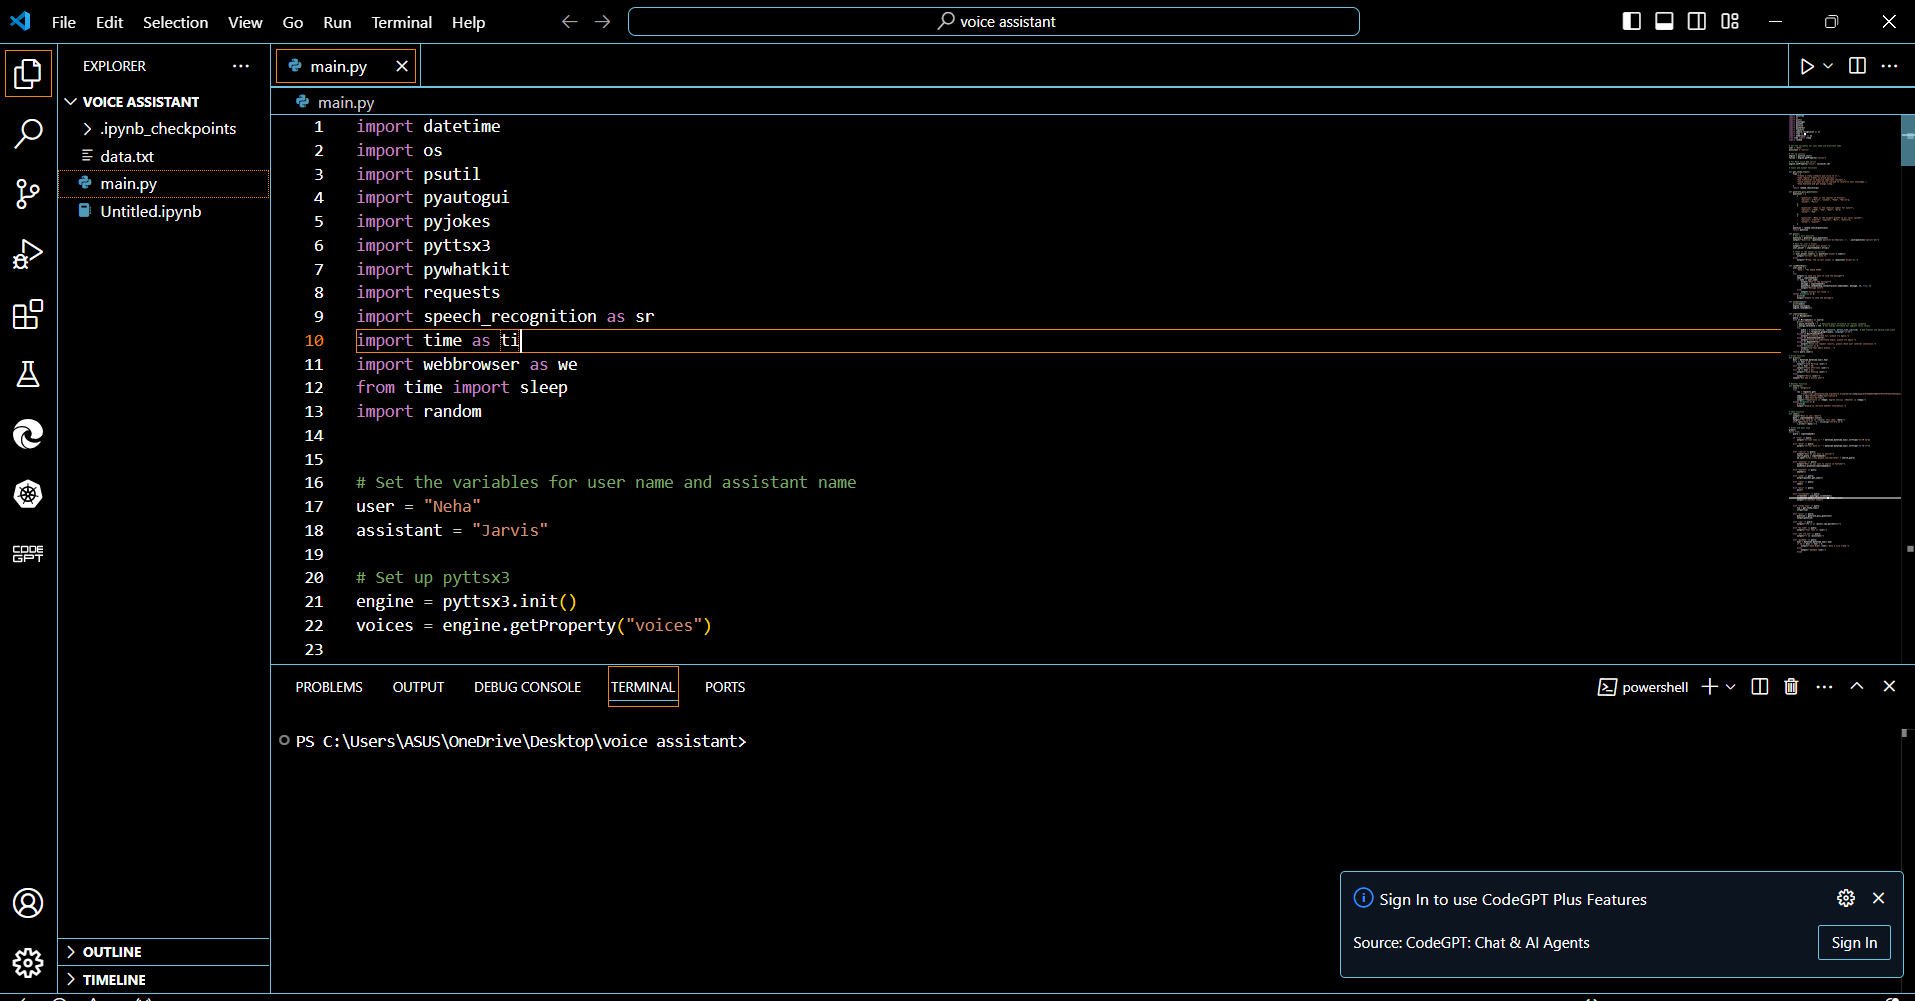 File Edit Selection View Go Run Terminal Help
voice assistant
EXPLORER
VOICE ASSISTANT
.ipynb_checkpoints
data.txt
main.py
Untitled.ipynb
OUTLINE
TIMELINE
CODE
GPT
main.py
main.py
1 import datetime
2 import os
3 import psutil
4 import pyautogui
5 import pyjokes
6 import pyttsx3
7 import pywhatkit
8 import requests
9 import speech_recognition as sr
10 import time as ti
11 import webbrowser as we
12 from time import sleep
13 import random
14
15
16 # Set the variables for user name and assistant name
17 user = "Neha"
18 assistant = "Jarvis"
19
20 # Set up pyttsx3
21 engine = pyttsx3.init()
22 voices = engine.getProperty("voices")
23
PROBLEMS OUTPUT DEBUG CONSOLE TERMINAL PORTS
powershell
PS C:\Users\ASUS\OneDrive\Desktop\voice assistant>
Sign In to use CodeGPT Plus Features
Source: CodeGPT: Chat & AI Agents
Sign In